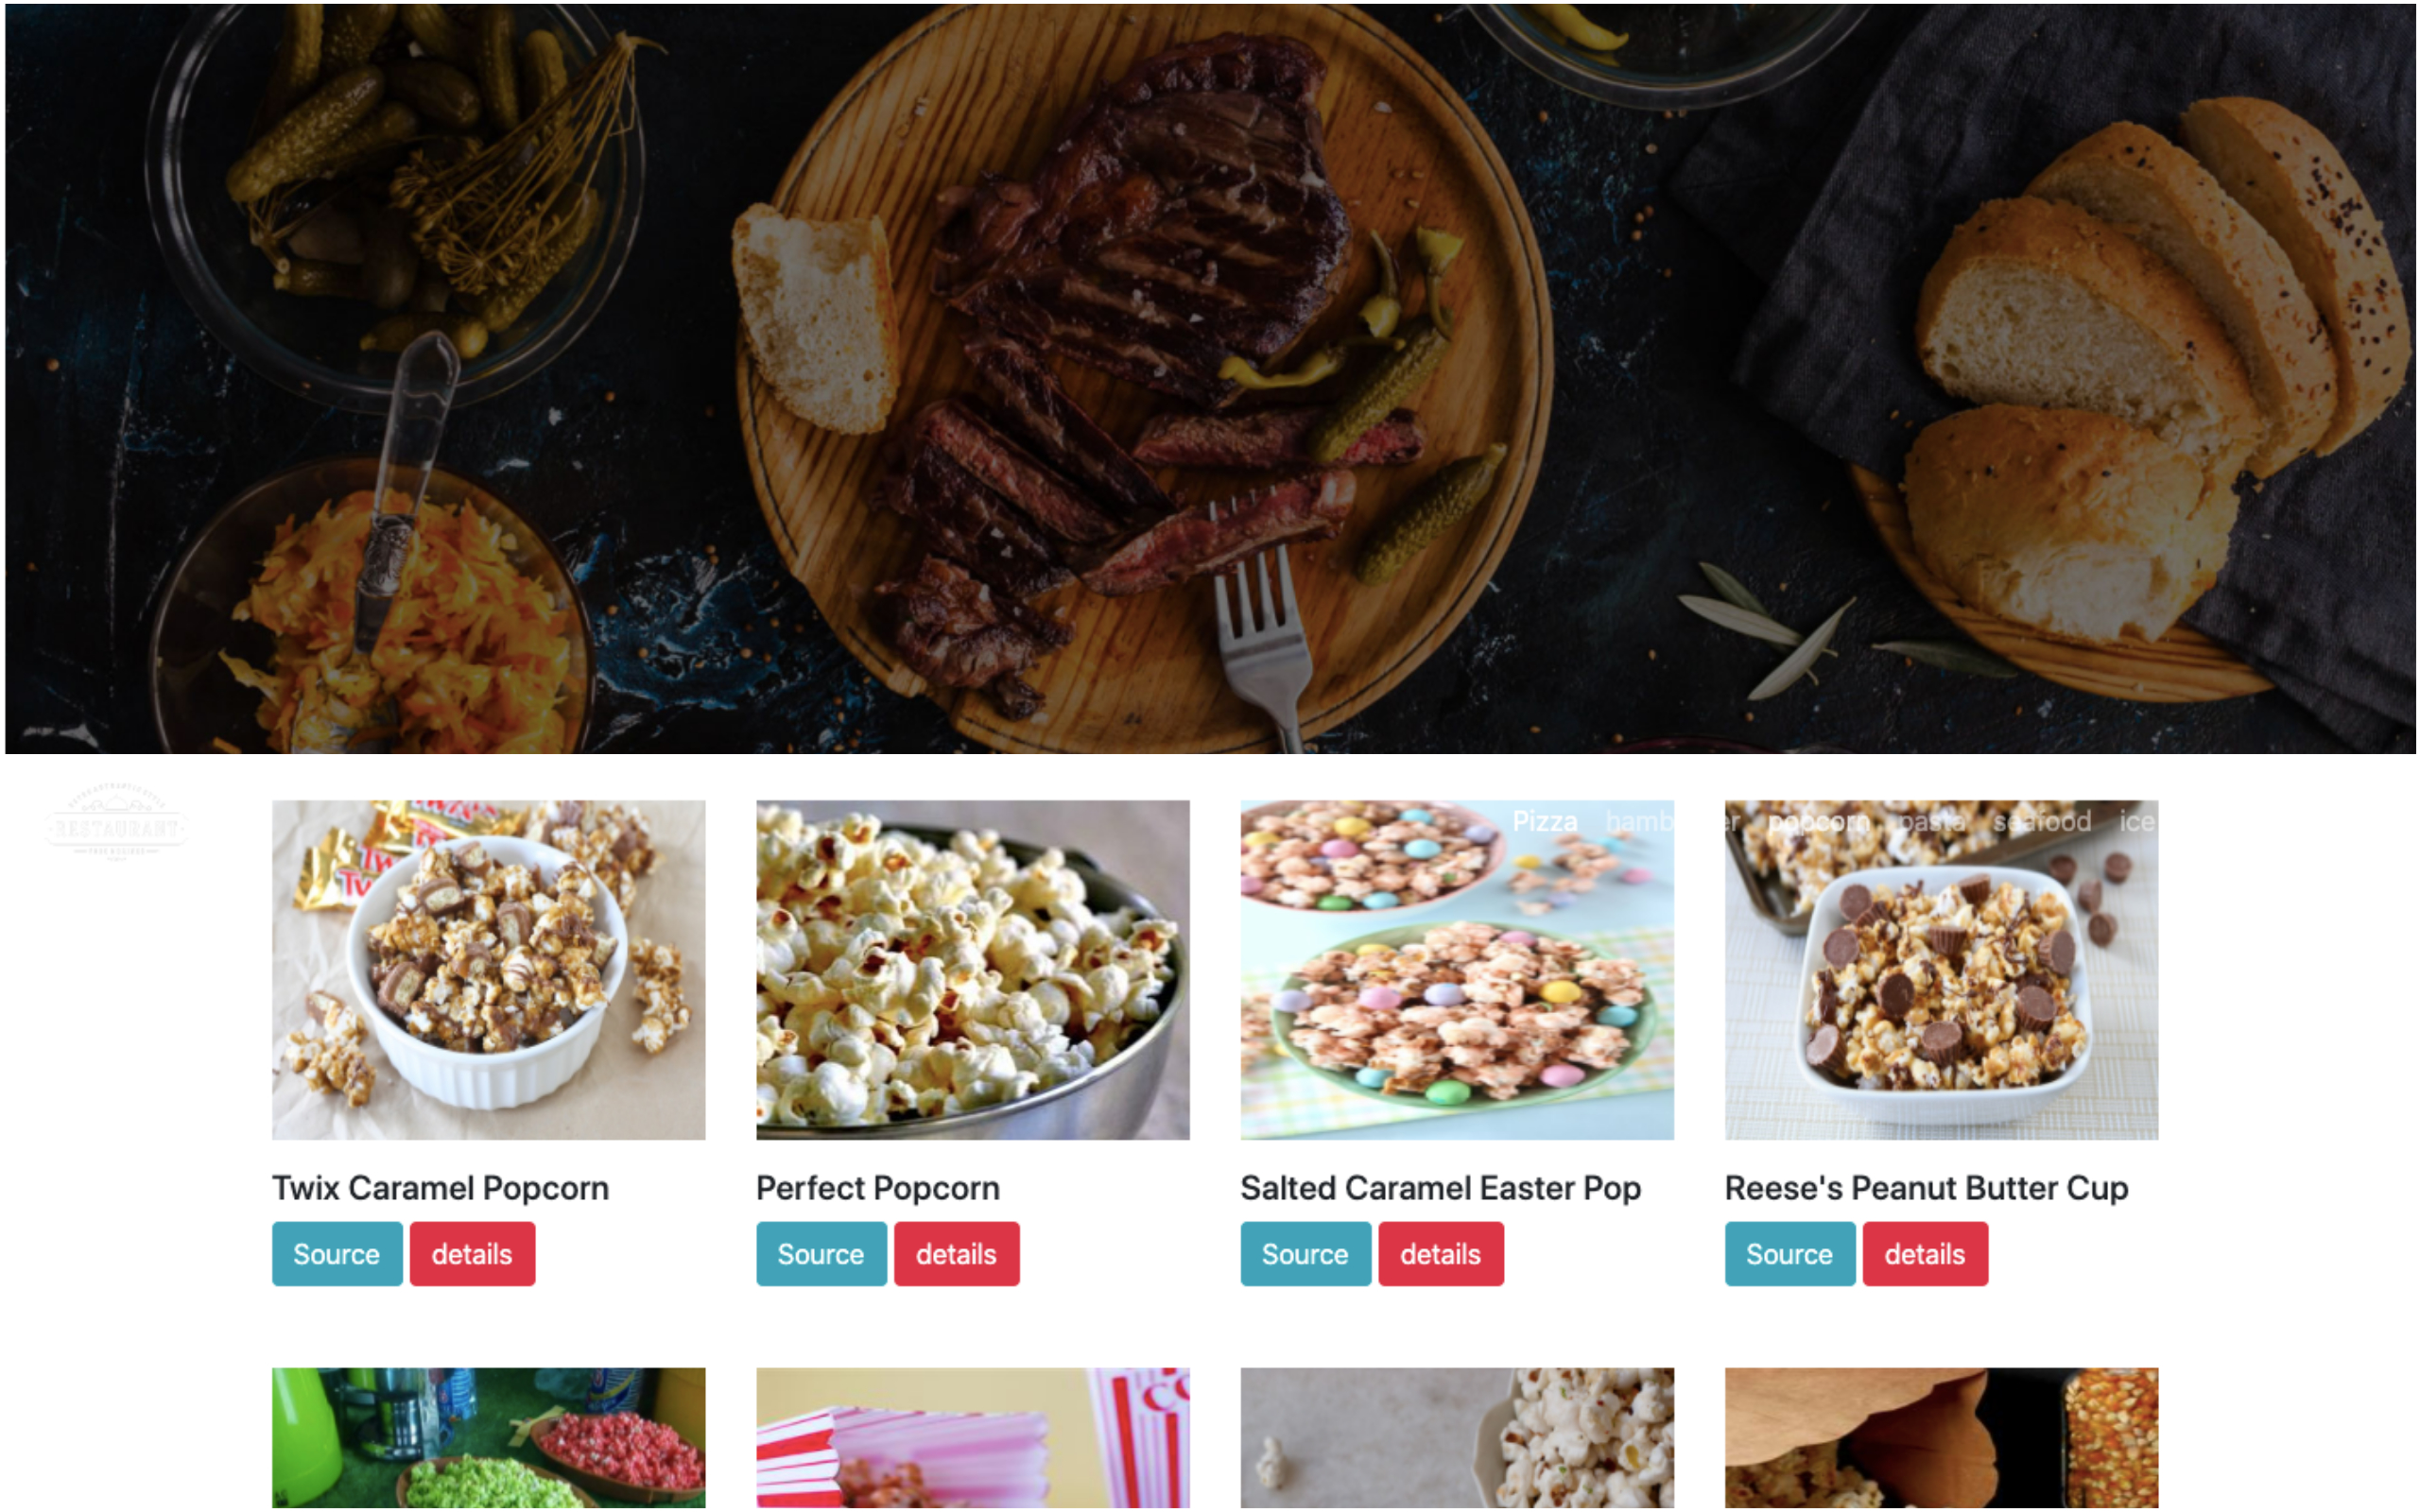 RESTAURANT
Pizza hamb er popcorn pasta seafood ice
Twix Caramel Popcorn
Perfect Popcorn
Salted Caramel Easter Pop
Reese's Peanut Butter Cup
Source details
Source details
Source details
Source details